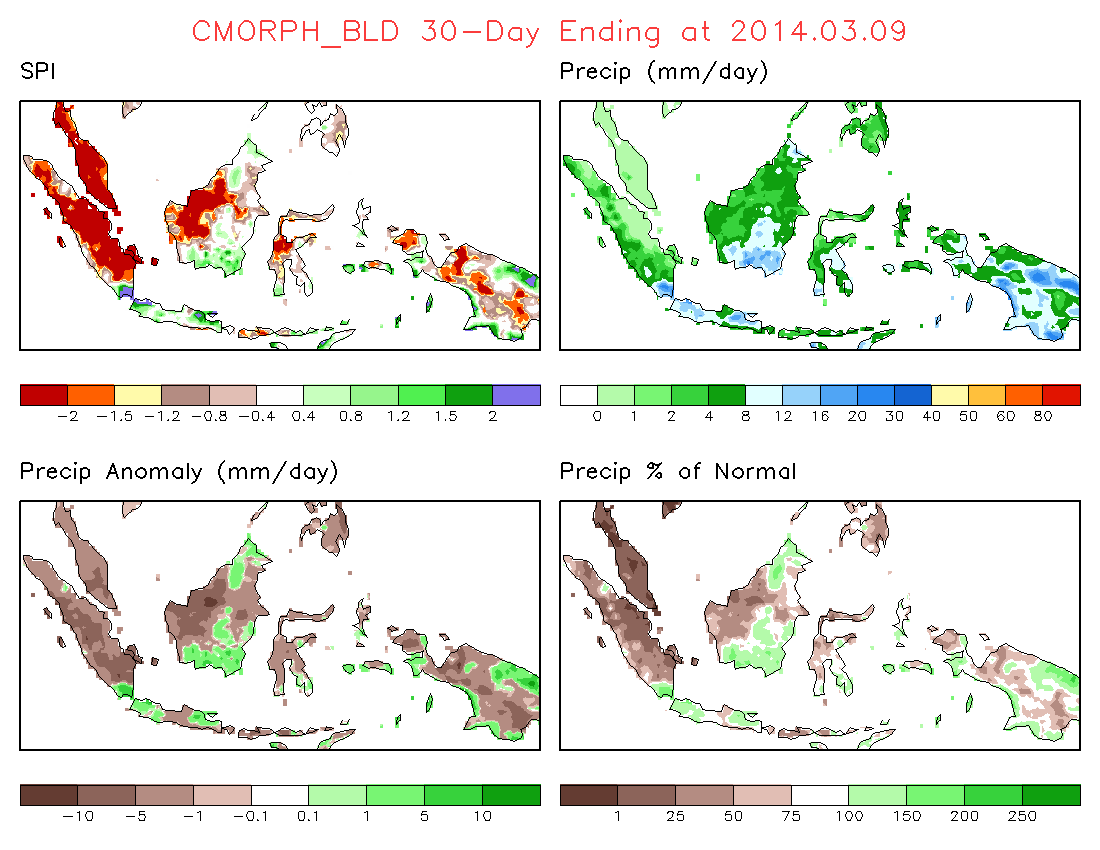 CMORPH_BLD 30-Day Ending at 2014.03.09
SPI
Precip (mm/day)
-2 -1.5 -1.2 -0.8 -0.4 0.4 0.8 1.2 1.5 2
0 1 2 4 8 12 16 20 30 40 50 60 80
Precip Anomaly (mm/day)
Precip % of Normal
-10 -5 -1 -0.1 0.1 1 5 10
1 25 50 75 100 150 200 250